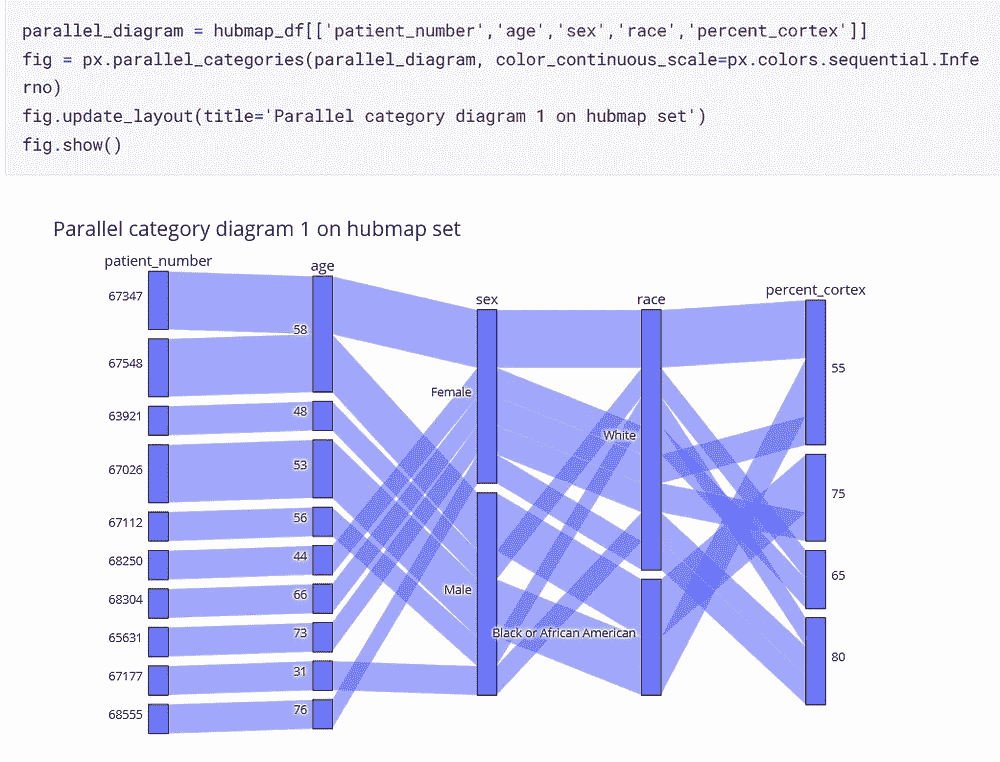 parallel_diagram = hubmap_df[['patient_number','age','sex','race','percent_cortex']]
fig = px.parallel_categories(parallel_diagram, color_continuous_scale=px.colors.sequential.Infe
rno)
fig.update_layout(title='Parallel category diagram 1 on hubmap set')
fig.show()
Parallel category diagram 1 on hubmap set
patient_number
age
sex
race
percent_cortex
67347
67548
63921
67026
67112
68250
68304
65631
67177
68555
58
48
53
56
44
66
73
31
76
Female
Male
White
Black or African American
55
75
65
80